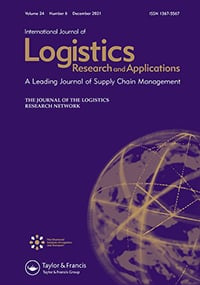 Volume 24 Number 6 December 2021 ISSN 1367-5567
International Journal of
Logistics
Research and Applications
A Leading Journal of Supply Chain Management
THE JOURNAL OF THE LOGISTICS
RESEARCH NETWORK
Taylor & Francis
Taylor & Francis Group